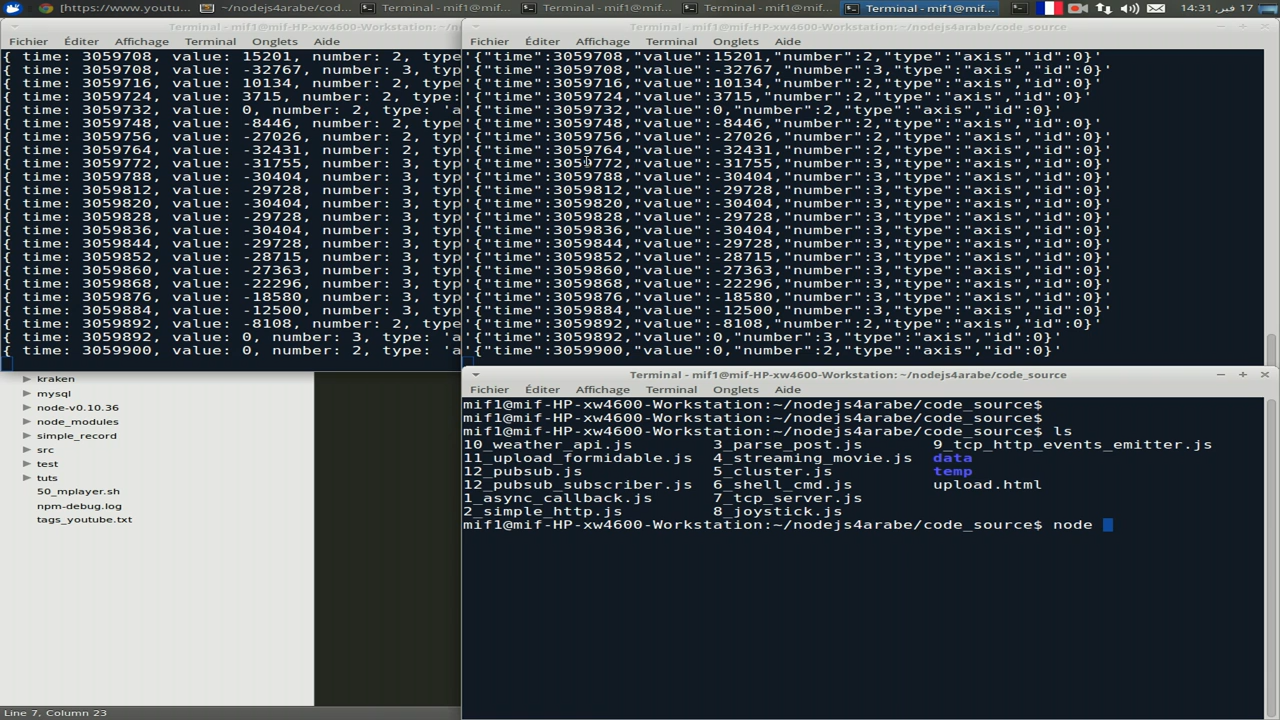 [https://www.youtu...
~/nodejs4arabe/cod...
Terminal - mif1@mif...
Terminal - mif1@mif...
Terminal - mif1@mif...
Terminal - mif1@mif...
14:31 ,فبر 17
Terminal - mif1@mif-HP-xw4600-Workstation: ~/n
Fichier Éditer Affichage Terminal Onglets Aide
{ time: 3059708, value: 15201, number: 2, type
{ time: 3059708, value: -32767, number: 3, typ
{ time: 3059716, value: 10134, number: 2, type
{ time: 3059724, value: 3715, number: 2, type:
{ time: 3059732, value: 0, number: 2, type: 'a
{ time: 3059748, value: -8446, number: 2, type
{ time: 3059756, value: -27026, number: 2, typ
{ time: 3059764, value: -32431, number: 2, typ
{ time: 3059772, value: -31755, number: 3, typ
{ time: 3059788, value: -30404, number: 3, typ
{ time: 3059812, value: -29728, number: 3, typ
{ time: 3059820, value: -30404, number: 3, typ
{ time: 3059828, value: -29728, number: 3, typ
{ time: 3059836, value: -30404, number: 3, typ
{ time: 3059844, value: -29728, number: 3, typ
{ time: 3059852, value: -28715, number: 3, typ
{ time: 3059860, value: -27363, number: 3, typ
{ time: 3059868, value: -22296, number: 3, typ
{ time: 3059876, value: -18580, number: 3, typ
{ time: 3059884, value: -12500, number: 3, typ
{ time: 3059892, value: -8108, number: 2, type
{ time: 3059892, value: 0, number: 3, type: 'a
{ time: 3059900, value: 0, number: 2, type: 'a
code_source
Fichier Éditer Affichage Terminal Onglets Aide
'{"time":3059708,"value":15201,"number":2,"type":"axis","id":0}'
'{"time":3059708,"value":-32767,"number":3,"type":"axis","id":0}'
'{"time":3059716,"value":10134,"number":2,"type":"axis","id":0}'
'{"time":3059724,"value":3715,"number":2,"type":"axis","id":0}'
'{"time":3059732,"value":0,"number":2,"type":"axis","id":0}'
'{"time":3059748,"value":-8446,"number":2,"type":"axis","id":0}'
'{"time":3059756,"value":-27026,"number":2,"type":"axis","id":0}'
'{"time":3059764,"value":-32431,"number":2,"type":"axis","id":0}'
'{"time":3059772,"value":-31755,"number":3,"type":"axis","id":0}'
'{"time":3059788,"value":-30404,"number":3,"type":"axis","id":0}'
'{"time":3059812,"value":-29728,"number":3,"type":"axis","id":0}'
'{"time":3059820,"value":-30404,"number":3,"type":"axis","id":0}'
'{"time":3059828,"value":-29728,"number":3,"type":"axis","id":0}'
'{"time":3059836,"value":-30404,"number":3,"type":"axis","id":0}'
'{"time":3059844,"value":-29728,"number":3,"type":"axis","id":0}'
'{"time":3059852,"value":-28715,"number":3,"type":"axis","id":0}'
'{"time":3059860,"value":-27363,"number":3,"type":"axis","id":0}'
'{"time":3059868,"value":-22296,"number":3,"type":"axis","id":0}'
'{"time":3059876,"value":-18580,"number":3,"type":"axis","id":0}'
'{"time":3059884,"value":-12500,"number":3,"type":"axis","id":0}'
'{"time":3059892,"value":-8108,"number":2,"type":"axis","id":0}'
'{"time":3059892,"value":0,"number":3,"type":"axis","id":0}'
'{"time":3059900,"value":0,"number":2,"type":"axis","id":0}'
kraken
mysql
node-v0.10.36
node_modules
simple_record
src
test
tuts
50_mplayer.sh
npm-debug.log
tags_youtube.txt
Terminal - mif1@mif-HP-xw4600-Workstation: ~/nodejs4arabe/code_source
Fichier Éditer Affichage Terminal Onglets Aide
mif1@mif-HP-xw4600-Workstation:~/nodejs4arabe/code_source$
mif1@mif-HP-xw4600-Workstation:~/nodejs4arabe/code_source$
mif1@mif-HP-xw4600-Workstation:~/nodejs4arabe/code_source$ ls
10_weather_api.js 3_parse_post.js 9_tcp_http_events_emitter.js
11_upload_formidable.js 4_streaming_movie.js data
12_pubsub.js 5_cluster.js temp
12_pubsub_subscriber.js 6_shell_cmd.js upload.html
1_async_callback.js 7_tcp_server.js
2_simple_http.js 8_joystick.js
mif1@mif-HP-xw4600-Workstation:~/nodejs4arabe/code_source$ node
Line 7, Column 23